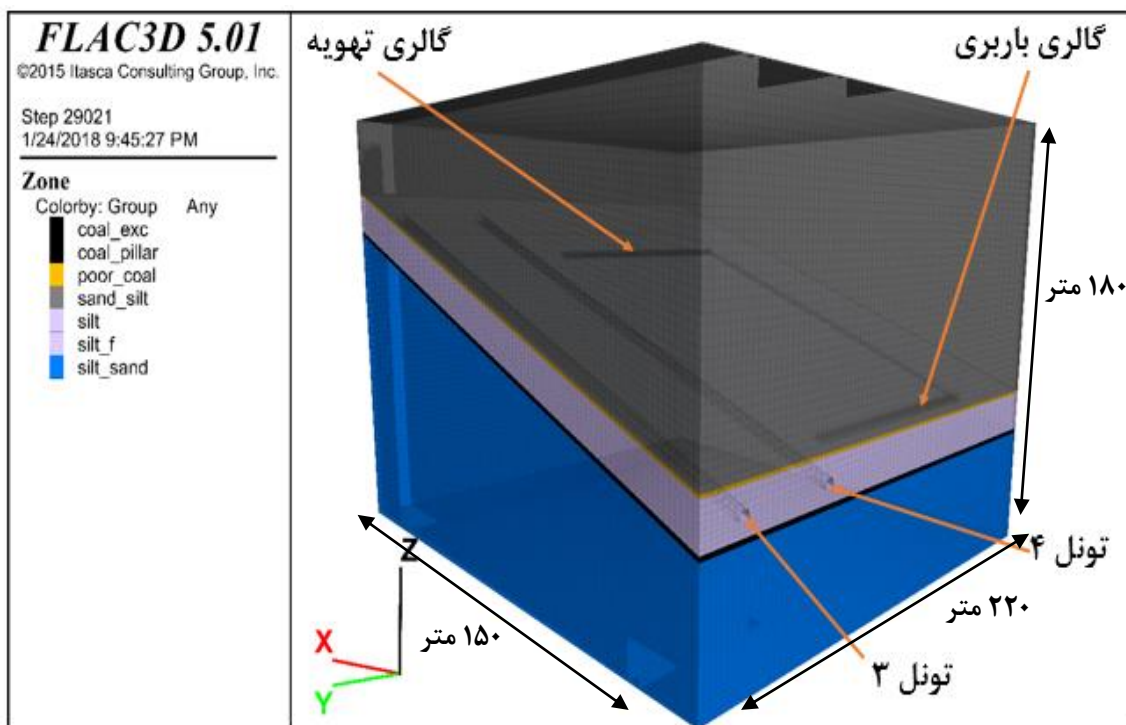 FLAC3D 5.01
©2015 Itasca Consulting Group, Inc.
Step 29021
1/24/2018 9:45:27 PM
Zone
Colorby: Group Any
coal_exc
coal_pillar
poor_coal
sand_silt
silt
silt_f
silt_sand
گالری تهویه
گالری باربری
۱۸۰ متر
تونل ۴
۲۲۰ متر
تونل ۳
۱۵۰ متر
Z
X
Y